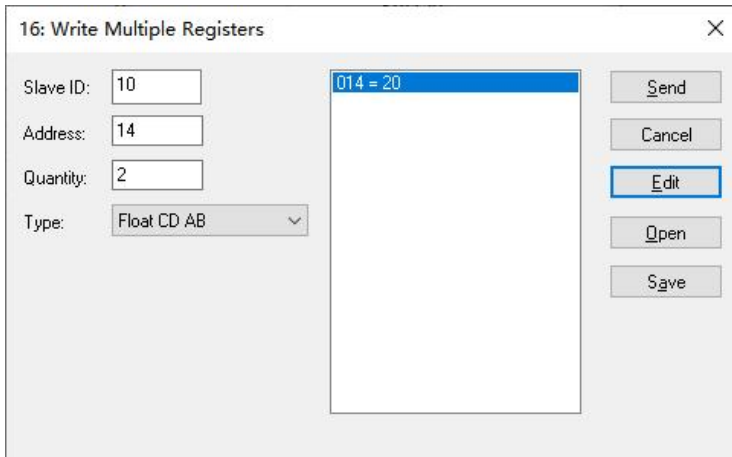 16: Write Multiple Registers
Slave ID: 10
Address: 14
Quantity: 2
Type: Float CD AB
014 = 20
Send
Cancel
Edit
Open
Save